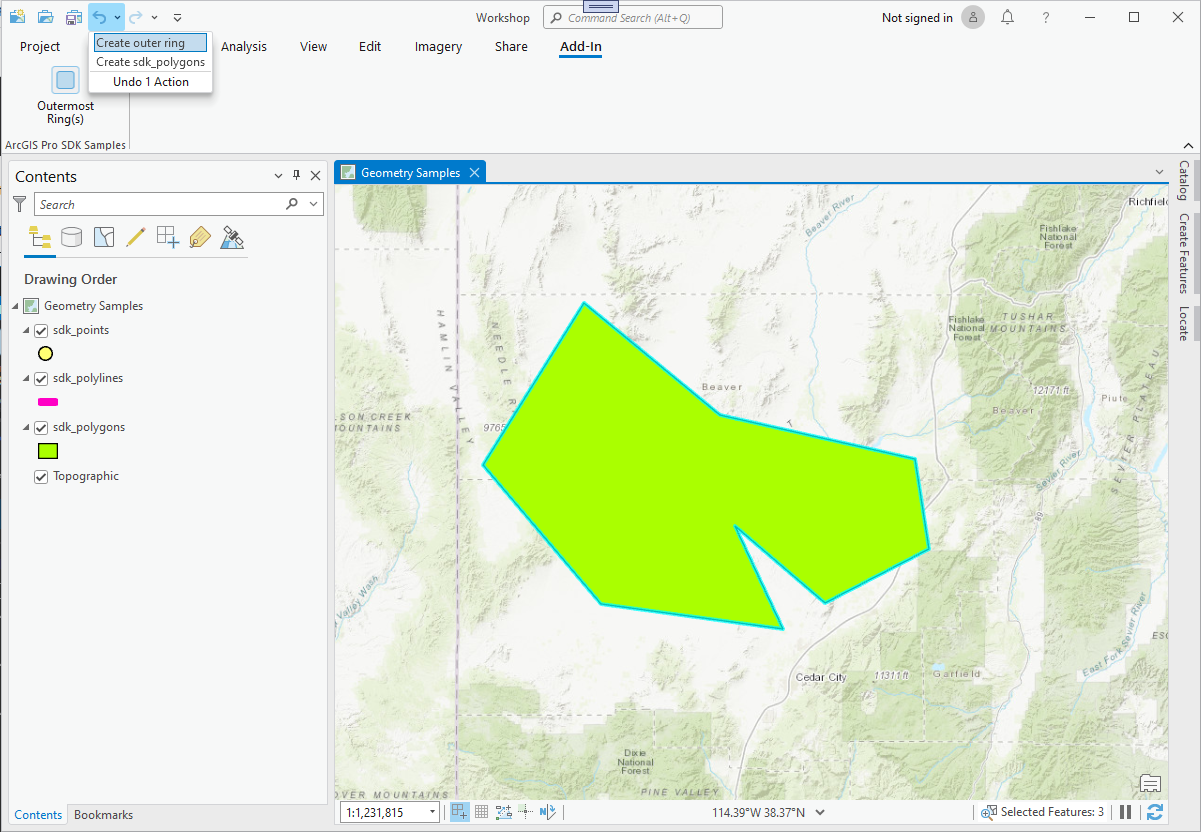 Workshop
Command Search (Alt+Q)
Not signed in
?
Project
Analysis
View
Edit
Imagery
Share
Add-In
Create outer ring
Create sdk_polygons
Undo 1 Action
Outermost
Ring(s)
ArcGIS Pro SDK Samples
Contents
Search
Drawing Order
Geometry Samples
sdk_points
sdk_polylines
sdk_polygons
Topographic
Contents
Bookmarks
Geometry Samples
Catalog
Create Features
Locate
Richfield
Beaver River
Fishlake
National
Forest
HAMLIN VALLEY
NEEDLE R
Fishlake
National
Forest
TUSHAR
MOUNTAINS
Beaver
12171 ft
Piute
Beaver
SEVIER PLATEAU
LSON CREEK
OUNTAINS
9765
T
Sevier River
89
Valley Wash
East Fork Sevier River
ESC
Cedar City
11311 ft
Garfield
Dixie
National
Forest
PINE VALLEY
OVER MOUNTAINS
1:1,231,815
114.39°W 38.37°N
Selected Features: 3